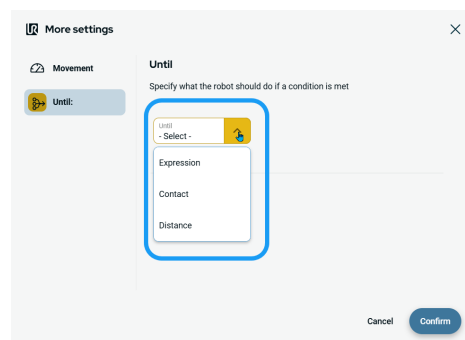 More settings
Movement
Until:
Until
Specify what the robot should do if a condition is met
Until
- Select -
Expression
Contact
Distance
Cancel
Confirm